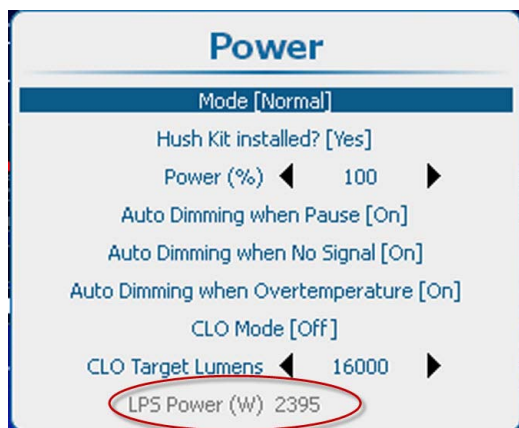 Power
Mode [Normal]
Hush Kit installed? [Yes]
Power (%) 100
Auto Dimming when Pause [On]
Auto Dimming when No Signal [On]
Auto Dimming when Overtemperature [On]
CLO Mode [Off]
CLO Target Lumens 16000
LPS Power (W) 2395